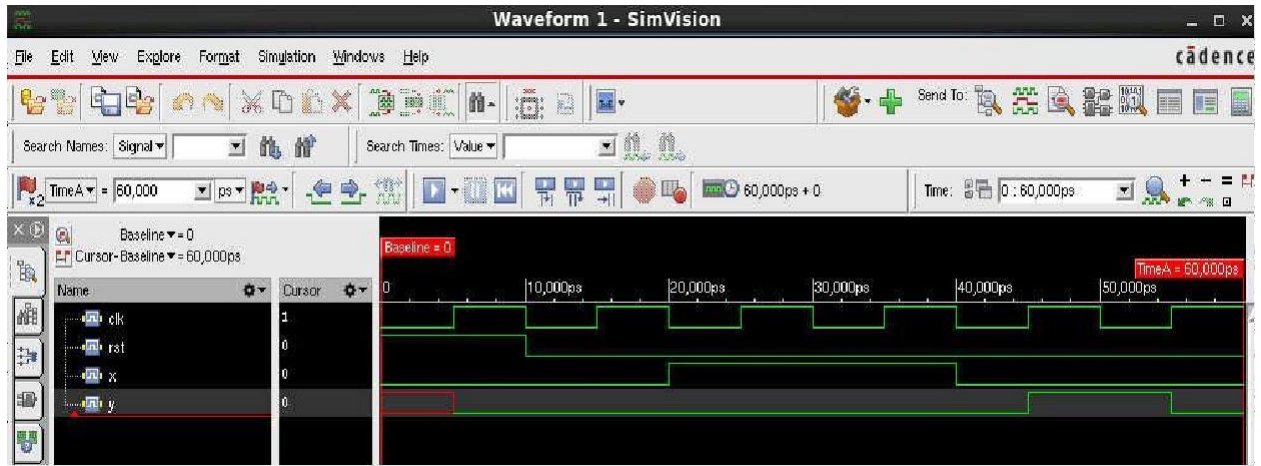 Waveform 1 - SimVision
File Edit View Explore Format Simulation Windows Help cādence
Send To:
Search Names: Signal Search Times: Value
x2 TimeA = 60,000 ps 60,000ps + 0 Time: 0 : 60,000ps
Baseline = 0
Cursor-Baseline = 60,000ps
Baseline = 0
TimeA = 60,000ps
Name Cursor 0 10,000ps 20,000ps 30,000ps 40,000ps 50,000ps
clk 1
rst 0
x 0
y 0